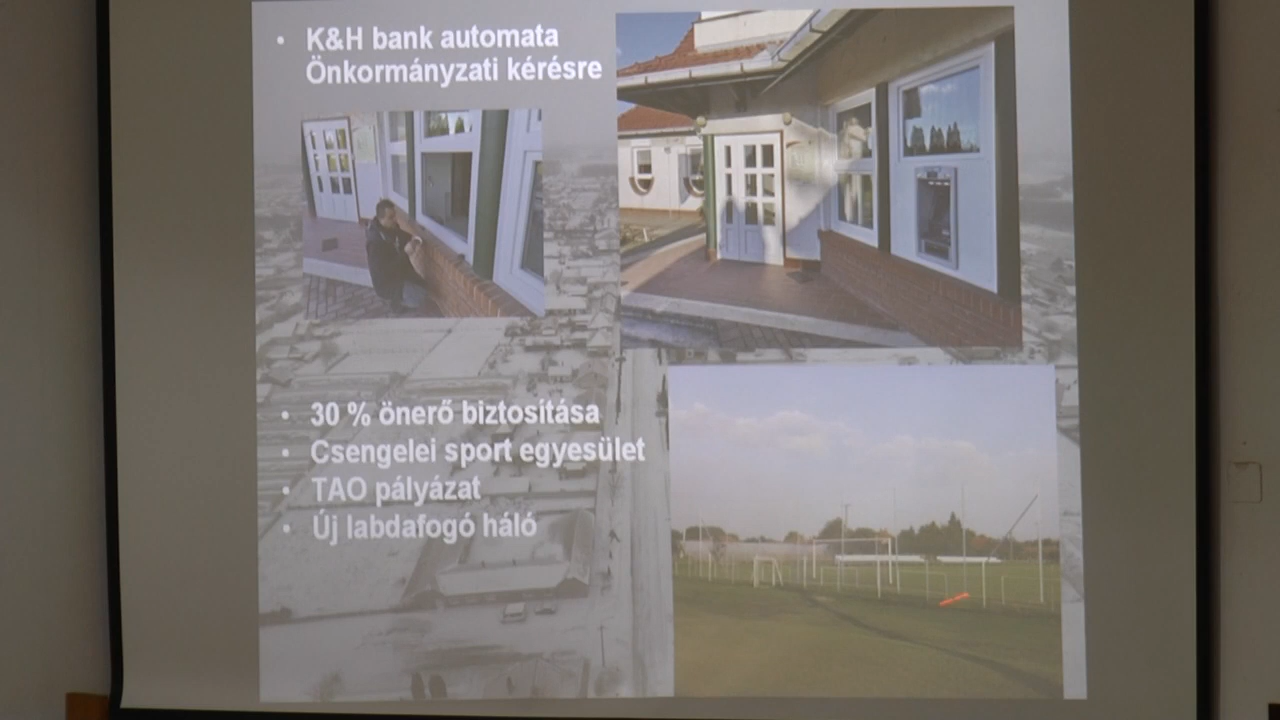 • K&H bank automata
Önkormányzati kérésre
• 30 % önerő biztosítása
• Csengelei sport egyesület
• TAO pályázat
• Új labdafogó háló